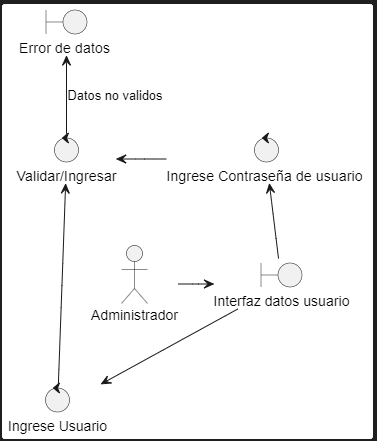 Error de datos
Datos no validos
Validar/Ingresar
Ingrese Contraseña de usuario
Administrador
Interfaz datos usuario
Ingrese Usuario